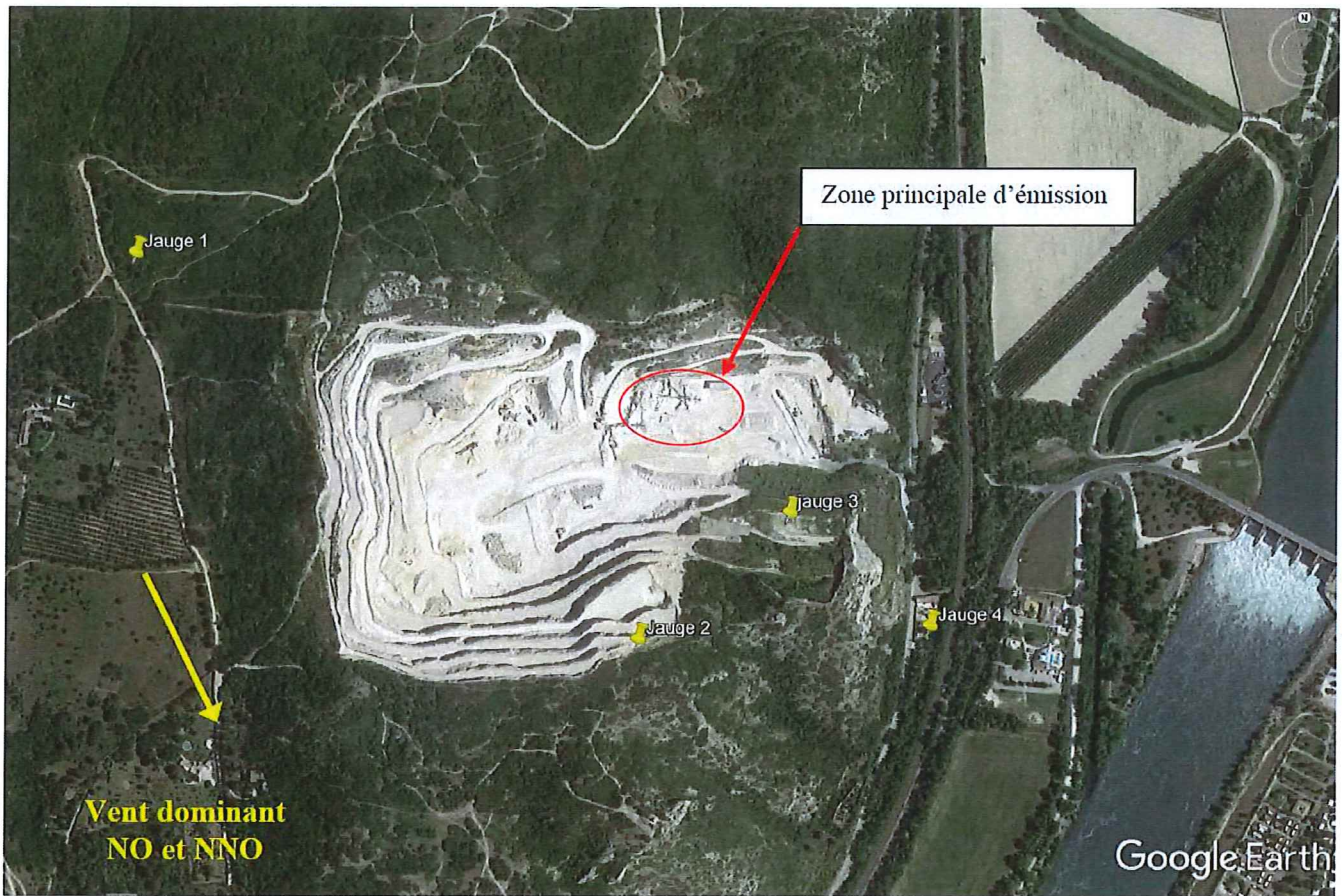 N
Zone principale d'émission
Jauge 1
jauge 3
Jauge 4
Jauge 2
Vent dominant
NO et NNO
Google Earth